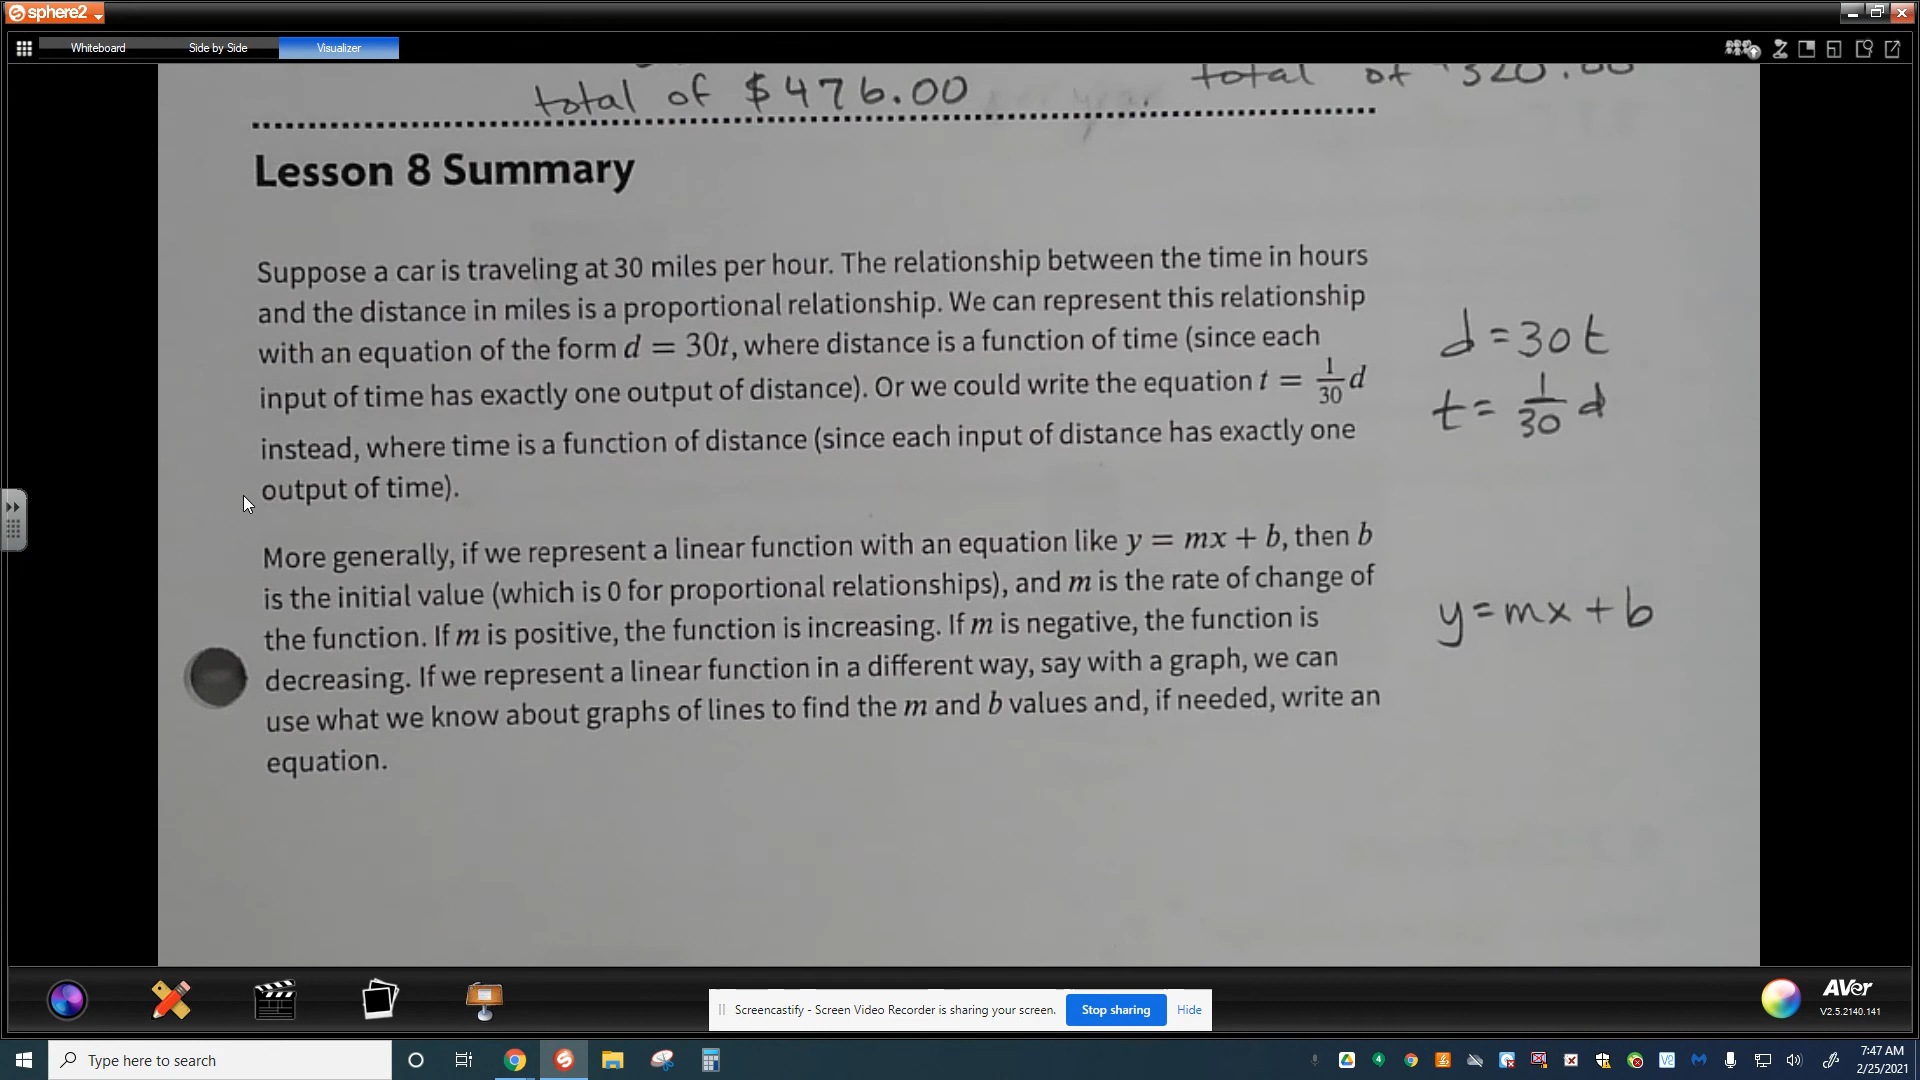 sphere2
Whiteboard
Side by Side
Visualizer
total of $476.00
total of $320.00
Lesson 8 Summary
Suppose a car is traveling at 30 miles per hour. The relationship between the time in hours
and the distance in miles is a proportional relationship. We can represent this relationship
with an equation of the form d = 30t, where distance is a function of time (since each
input of time has exactly one output of distance). Or we could write the equation t = 1/30 d
instead, where time is a function of distance (since each input of distance has exactly one
output of time).
d = 30t
t = 1/30 d
More generally, if we represent a linear function with an equation like y = mx + b, then b
is the initial value (which is 0 for proportional relationships), and m is the rate of change of
the function. If m is positive, the function is increasing. If m is negative, the function is
decreasing. If we represent a linear function in a different way, say with a graph, we can
use what we know about graphs of lines to find the m and b values and, if needed, write an
equation.
y = mx + b
Screencastify - Screen Video Recorder is sharing your screen.
Stop sharing
Hide
AVer
V2.5.2140.141
Type here to search
7:47 AM
2/25/2021